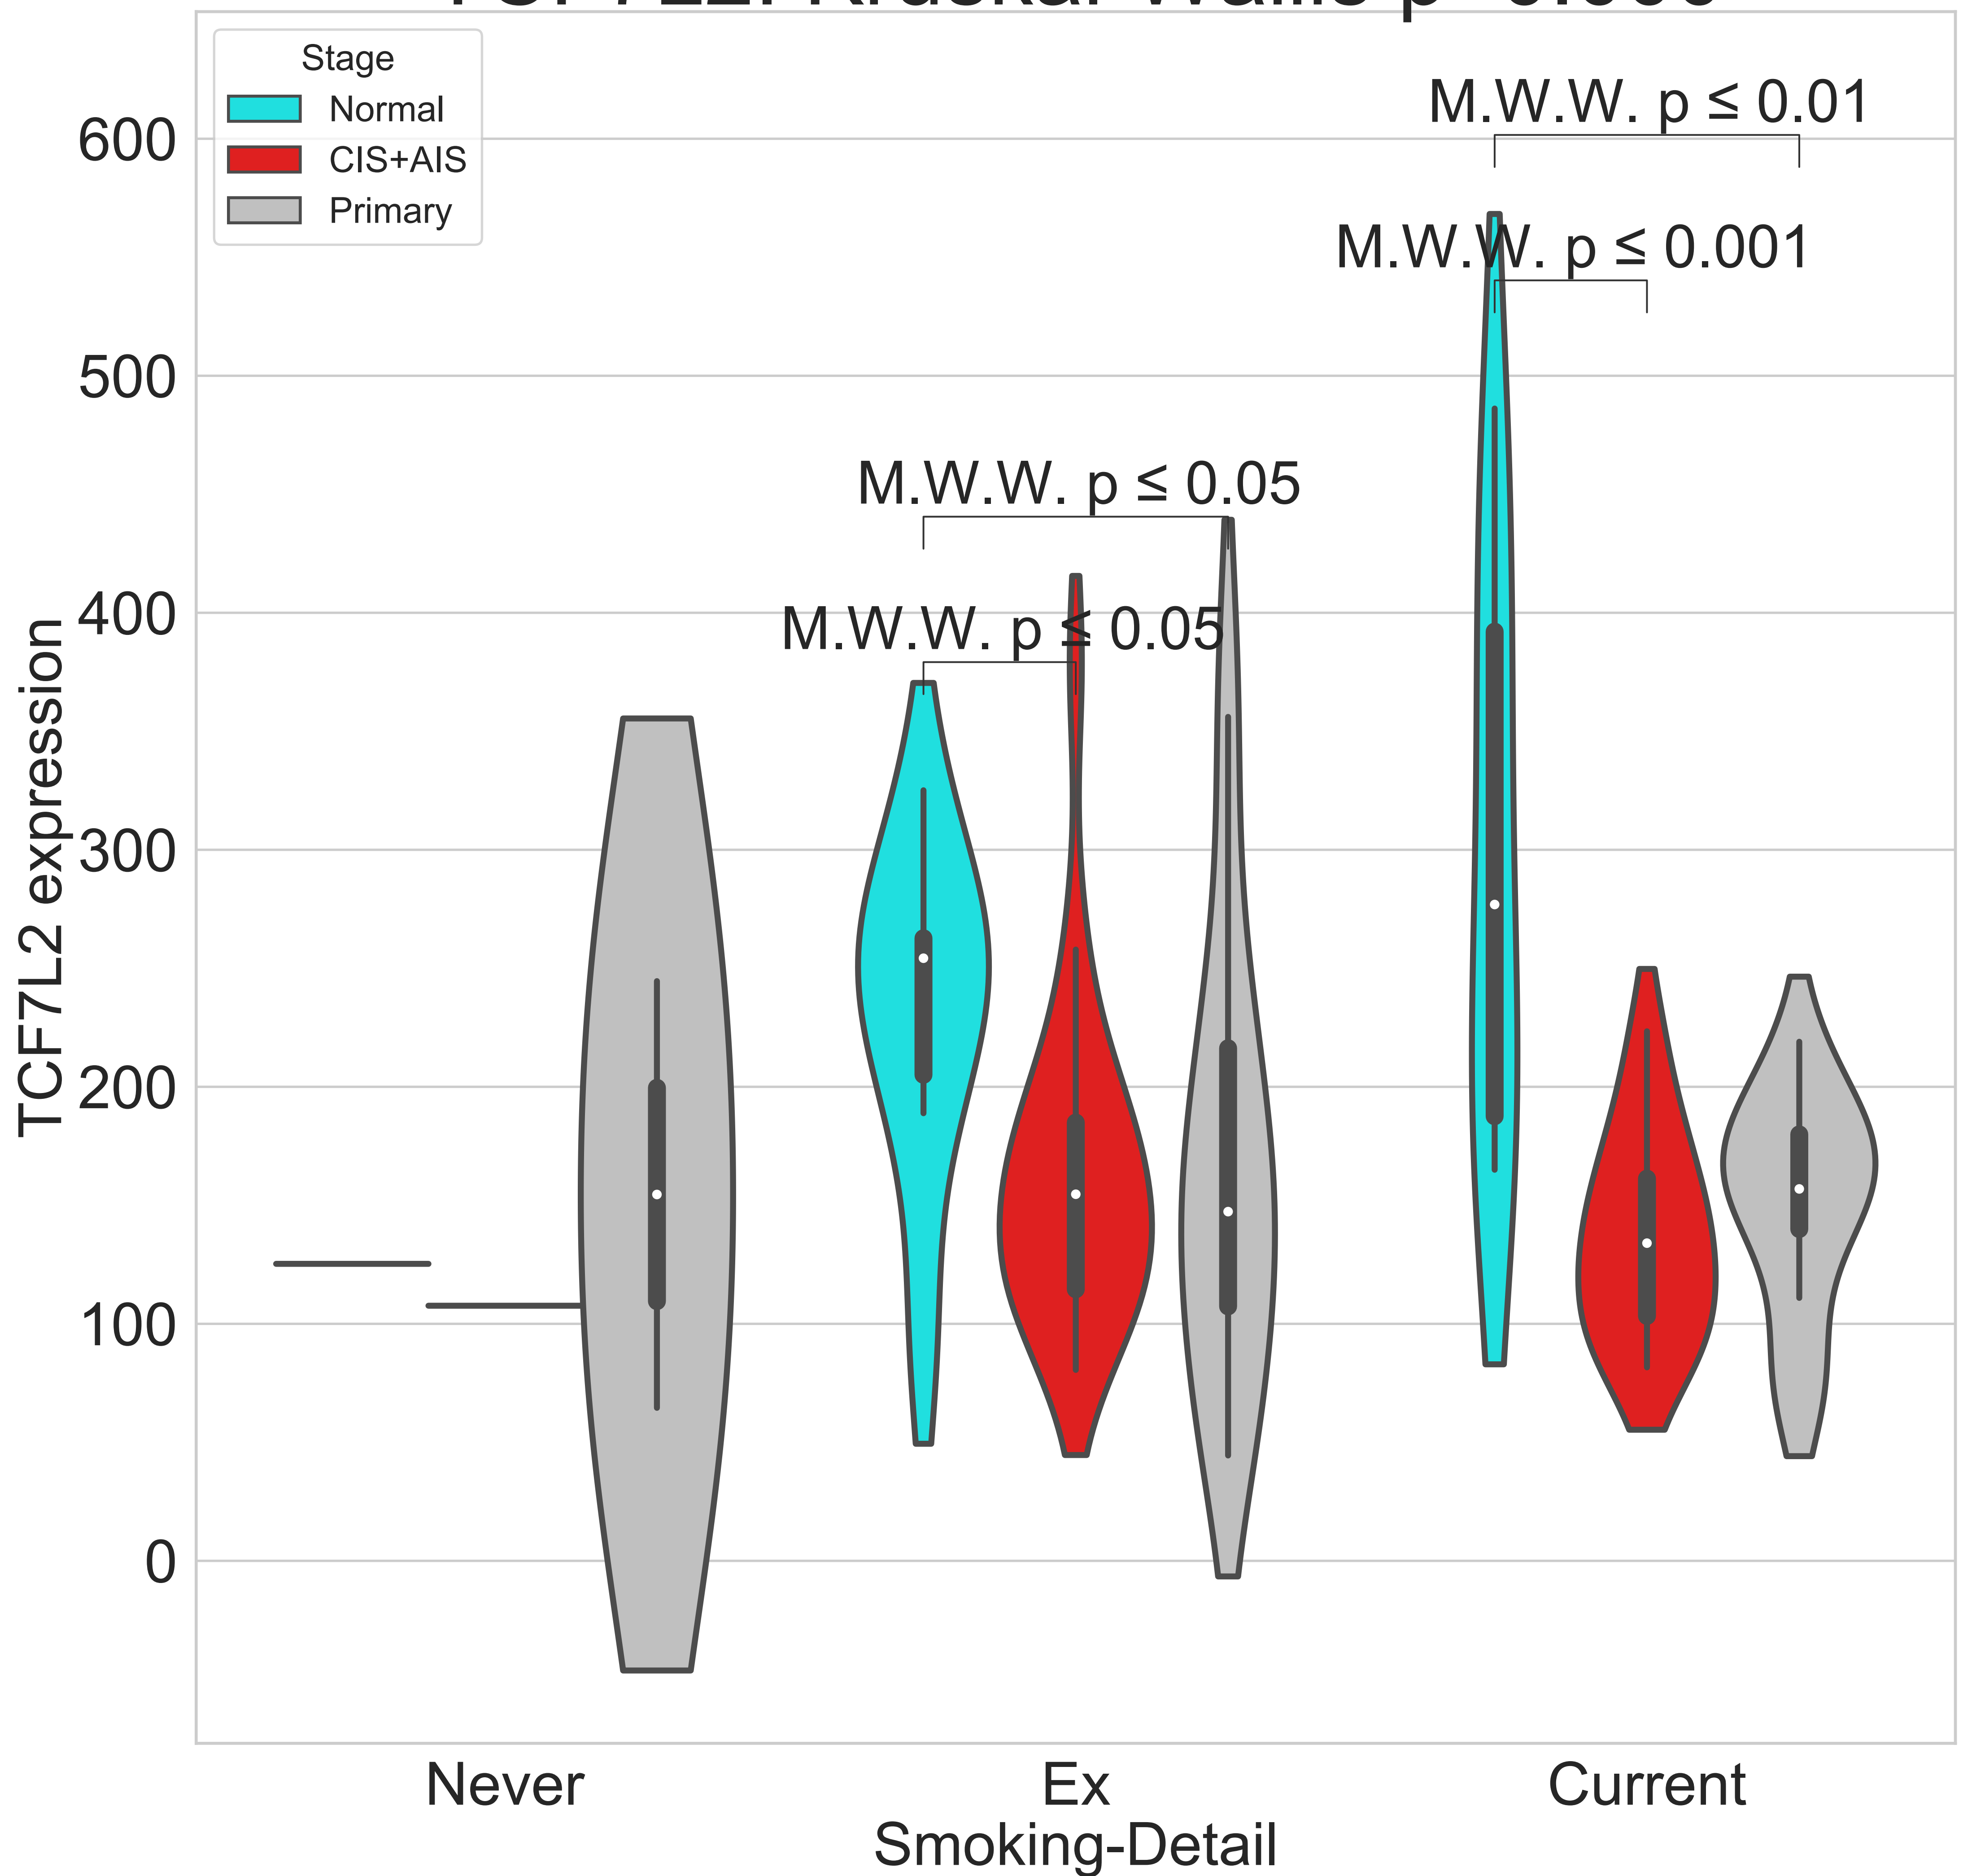 Stage
Normal
CIS+AIS
Primary
M.W.W. p ≤ 0.01
M.W.W. p ≤ 0.001
M.W.W. p ≤ 0.05
M.W.W. p ≤ 0.05
600
500
400
300
200
100
0
TCF7L2 expression
Never
Ex
Current
Smoking-Detail